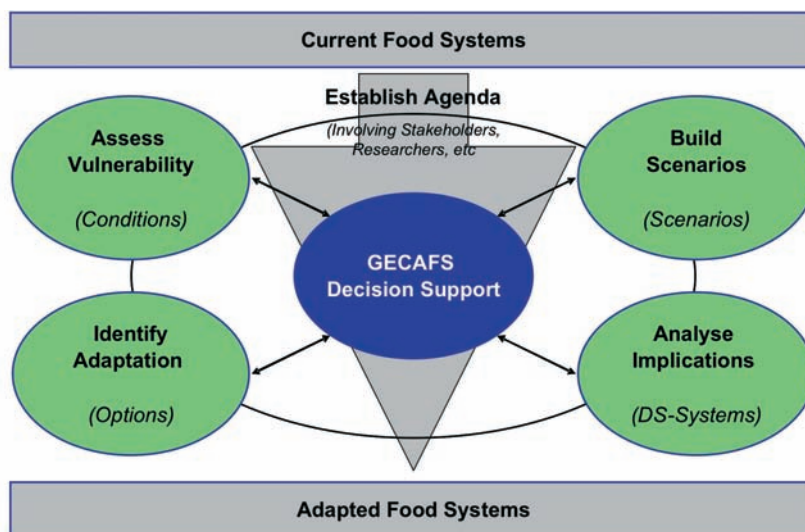 Current Food Systems
Establish Agenda
(Involving Stakeholders,
Researchers, etc
Assess
Vulnerability
(Conditions)
Build
Scenarios
(Scenarios)
GECAFS
Decision Support
Identify
Adaptation
(Options)
Analyse
Implications
(DS-Systems)
Adapted Food Systems